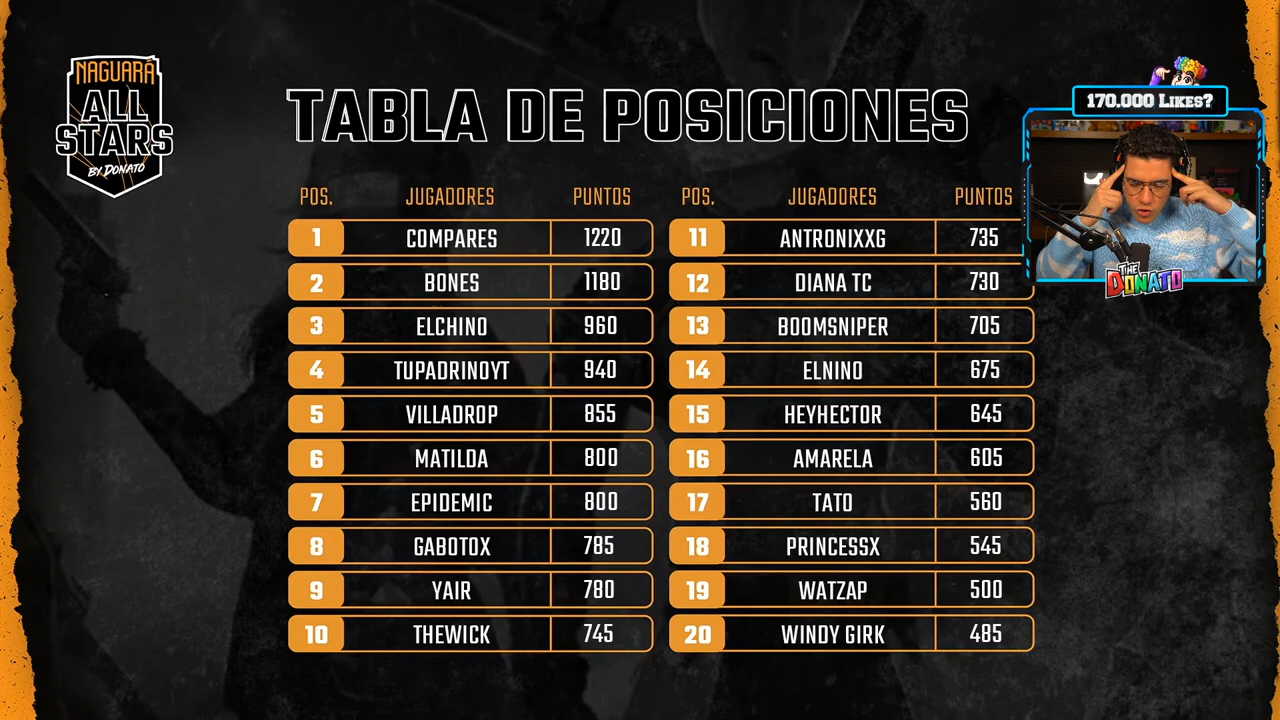 NAGUARÁ
ALL
STARS
BY DONATO
TABLA DE POSICIONES
170.000 LIKES?
THE
DONATO
POS. JUGADORES PUNTOS
1 COMPARES 1220
2 BONES 1180
3 ELCHINO 960
4 TUPADRINOYT 940
5 VILLADROP 855
6 MATILDA 800
7 EPIDEMIC 800
8 GABOTOX 785
9 YAIR 780
10 THEWICK 745
POS. JUGADORES PUNTOS
11 ANTRONIXXG 735
12 DIANA TC 730
13 BOOMSNIPER 705
14 ELNINO 675
15 HEYHECTOR 645
16 AMARELA 605
17 TATO 560
18 PRINCESSX 545
19 WATZAP 500
20 WINDY GIRK 485